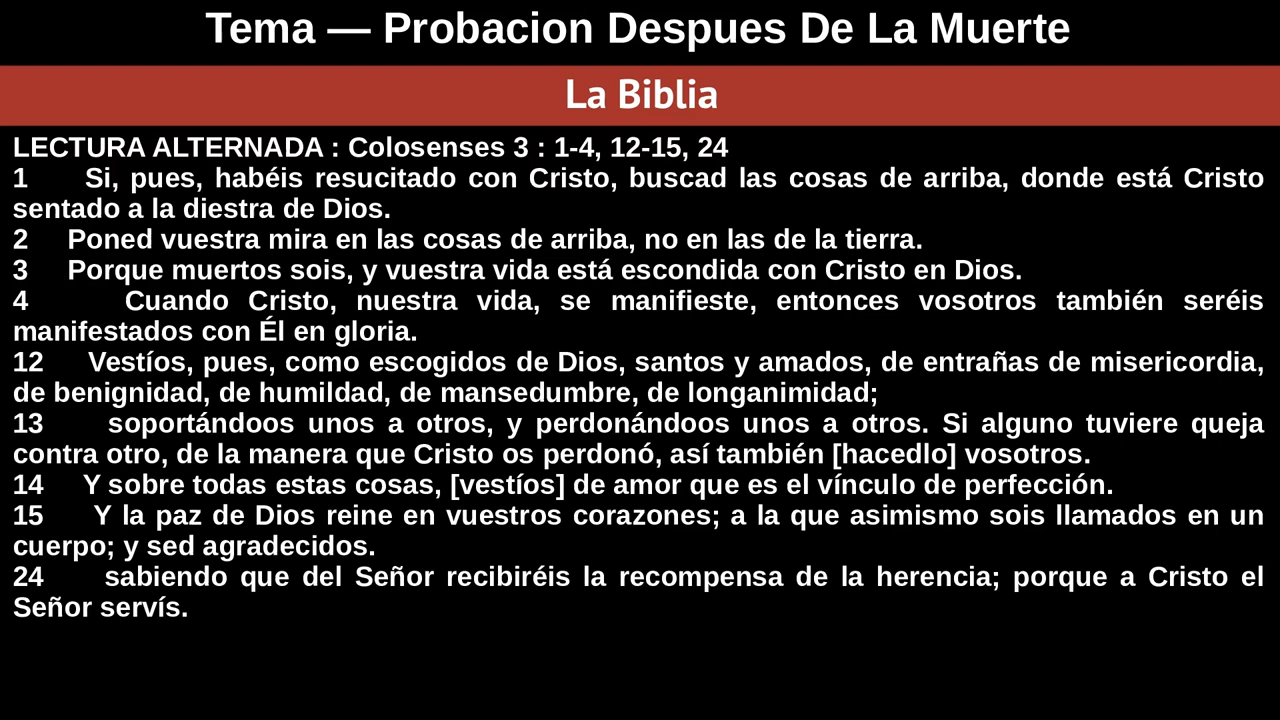 Tema — Probacion Despues De La Muerte
La Biblia
LECTURA ALTERNADA : Colosenses 3 : 1-4, 12-15, 24
1 Si, pues, habéis resucitado con Cristo, buscad las cosas de arriba, donde está Cristo
sentado a la diestra de Dios.
2 Poned vuestra mira en las cosas de arriba, no en las de la tierra.
3 Porque muertos sois, y vuestra vida está escondida con Cristo en Dios.
4 Cuando Cristo, nuestra vida, se manifieste, entonces vosotros también seréis
manifestados con Él en gloria.
12 Vestíos, pues, como escogidos de Dios, santos y amados, de entrañas de misericordia,
de benignidad, de humildad, de mansedumbre, de longanimidad;
13 soportándoos unos a otros, y perdonándoos unos a otros. Si alguno tuviere queja
contra otro, de la manera que Cristo os perdonó, así también [hacedlo] vosotros.
14 Y sobre todas estas cosas, [vestíos] de amor que es el vínculo de perfección.
15 Y la paz de Dios reine en vuestros corazones; a la que asimismo sois llamados en un
cuerpo; y sed agradecidos.
24 sabiendo que del Señor recibiréis la recompensa de la herencia; porque a Cristo el
Señor servís.